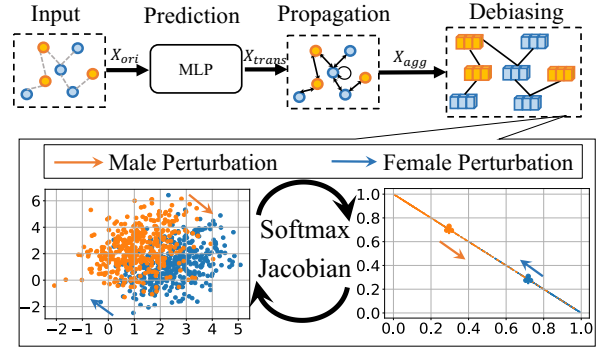 Input Prediction Propagation Debiasing
X_ori MLP X_trans X_agg
Male Perturbation Female Perturbation
6
4
2
0
−2
−2 −1 0 1 2 3 4 5
Softmax
Jacobian
1.0
0.8
0.6
0.4
0.2
0.0
0.0 0.2 0.4 0.6 0.8 1.0